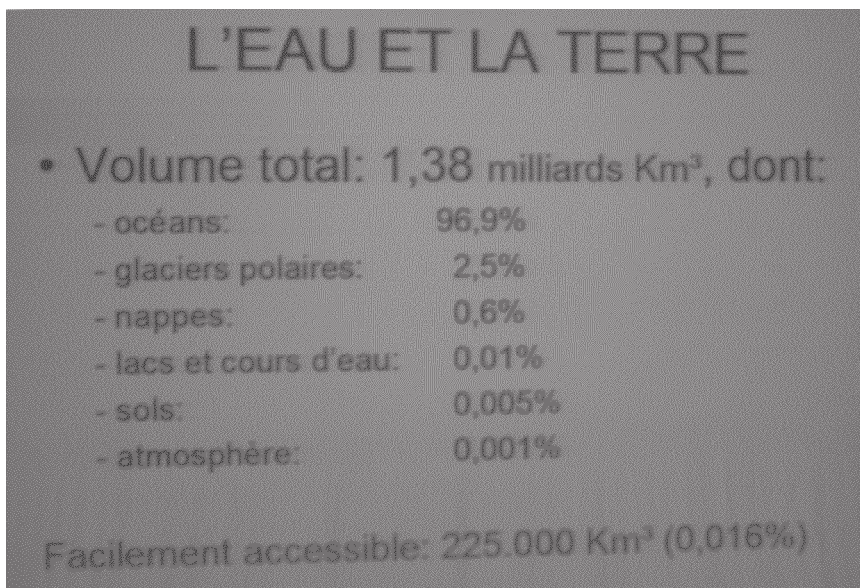 L'EAU ET LA TERRE
• Volume total: 1,38 milliards Km³, dont:
- océans: 96,9%
- glaciers polaires: 2,5%
- nappes: 0,6%
- lacs et cours d'eau: 0,01%
- sols: 0,005%
- atmosphère: 0,001%
Facilement accessible: 225.000 Km³ (0,016%)